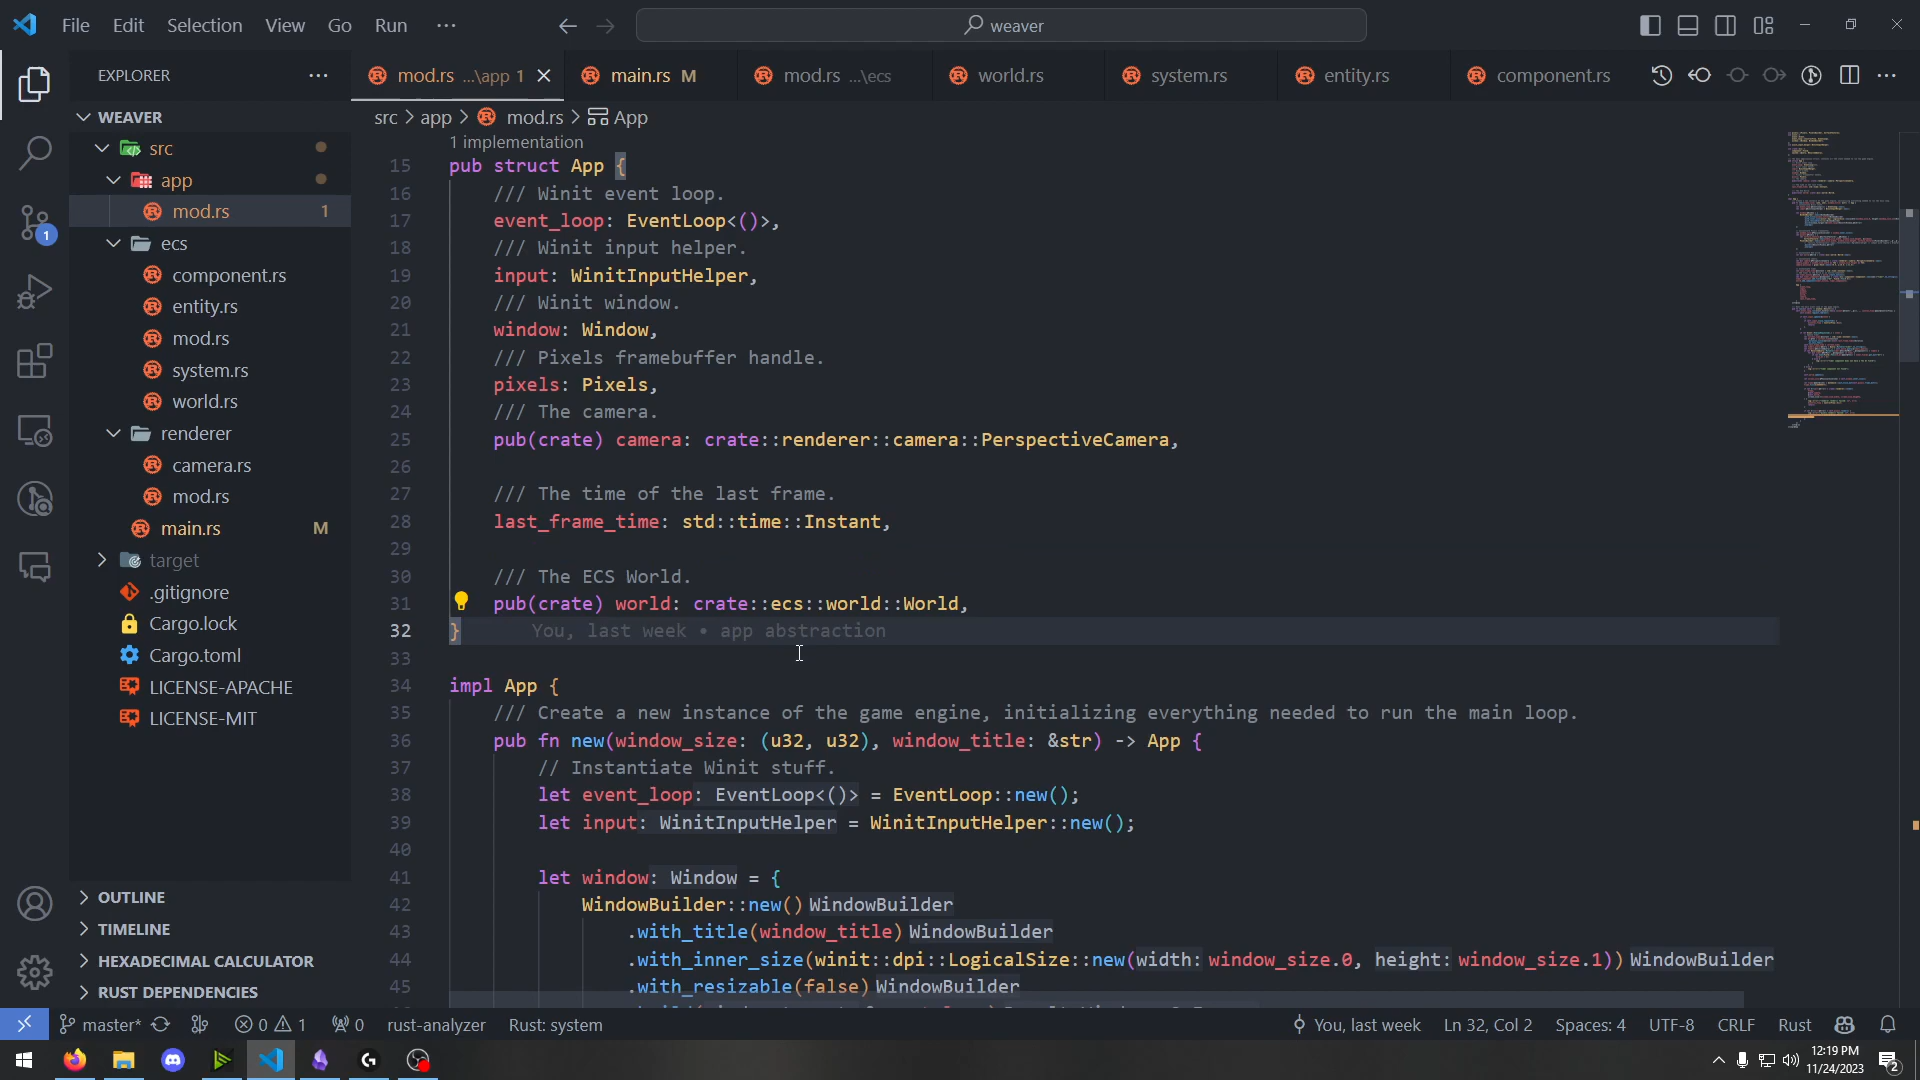 File Edit Selection View Go Run ···
weaver
EXPLORER ···
mod.rs ...\app 1
main.rs M
mod.rs ...\ecs
world.rs
system.rs
entity.rs
component.rs
WEAVER
src
app
mod.rs 1
ecs
component.rs
entity.rs
mod.rs
system.rs
world.rs
renderer
camera.rs
mod.rs
main.rs M
target
.gitignore
Cargo.lock
Cargo.toml
LICENSE-APACHE
LICENSE-MIT
OUTLINE
TIMELINE
HEXADECIMAL CALCULATOR
RUST DEPENDENCIES
1
src > app > mod.rs > App
1 implementation
15 pub struct App {
16 /// Winit event loop.
17 event_loop: EventLoop<()>,
18 /// Winit input helper.
19 input: WinitInputHelper,
20 /// Winit window.
21 window: Window,
22 /// Pixels framebuffer handle.
23 pixels: Pixels,
24 /// The camera.
25 pub(crate) camera: crate::renderer::camera::PerspectiveCamera,
26
27 /// The time of the last frame.
28 last_frame_time: std::time::Instant,
29
30 /// The ECS World.
31 pub(crate) world: crate::ecs::world::World,
32 } You, last week • app abstraction
33
34 impl App {
35 /// Create a new instance of the game engine, initializing everything needed to run the main loop.
36 pub fn new(window_size: (u32, u32), window_title: &str) -> App {
37 // Instantiate Winit stuff.
38 let event_loop: EventLoop<()> = EventLoop::new();
39 let input: WinitInputHelper = WinitInputHelper::new();
40
41 let window: Window = {
42 WindowBuilder::new() WindowBuilder
43 .with_title(window_title) WindowBuilder
44 .with_inner_size(winit::dpi::LogicalSize::new(width: window_size.0, height: window_size.1)) WindowBuilder
45 .with_resizable(false) WindowBuilder
master* 0 1 0 rust-analyzer Rust: system
You, last week Ln 32, Col 2 Spaces: 4 UTF-8 CRLF Rust
12:19 PM
11/24/2023
2